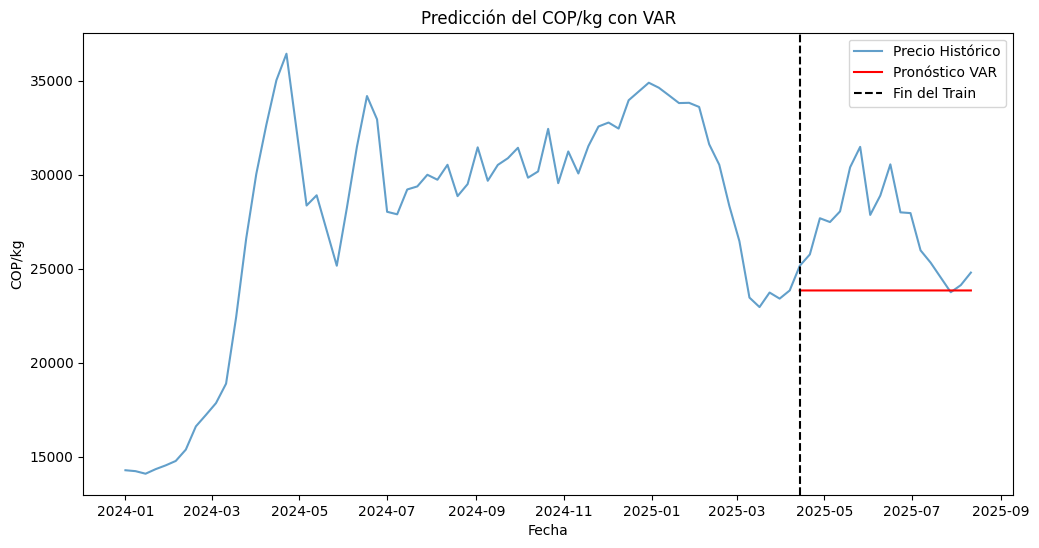 Predicción del COP/kg con VAR
Precio Histórico
Pronóstico VAR
Fin del Train
COP/kg
35000
30000
25000
20000
15000
2024-01 2024-03 2024-05 2024-07 2024-09 2024-11 2025-01 2025-03 2025-05 2025-07 2025-09
Fecha